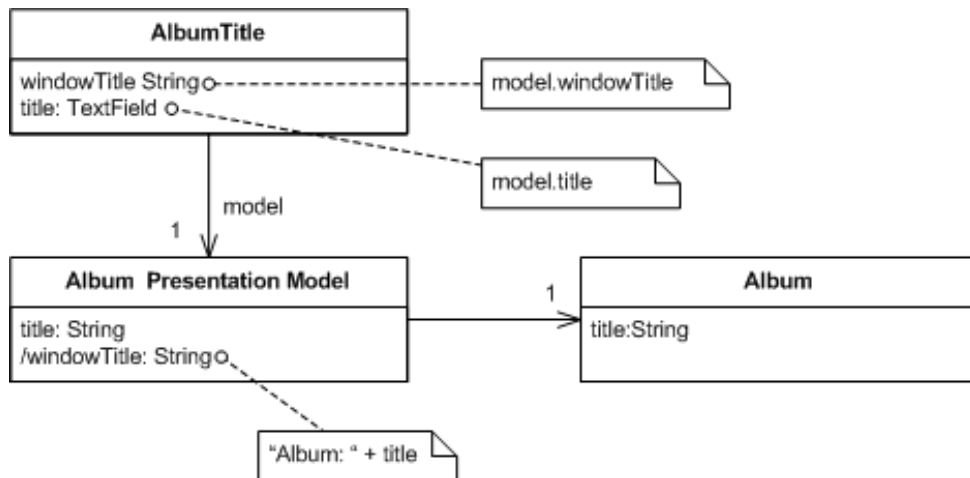 AlbumTitle
windowTitle String
title: TextField
model.windowTitle
model.title
model
1
Album Presentation Model
title: String
/windowTitle: String
1
Album
title:String
“Album: “ + title